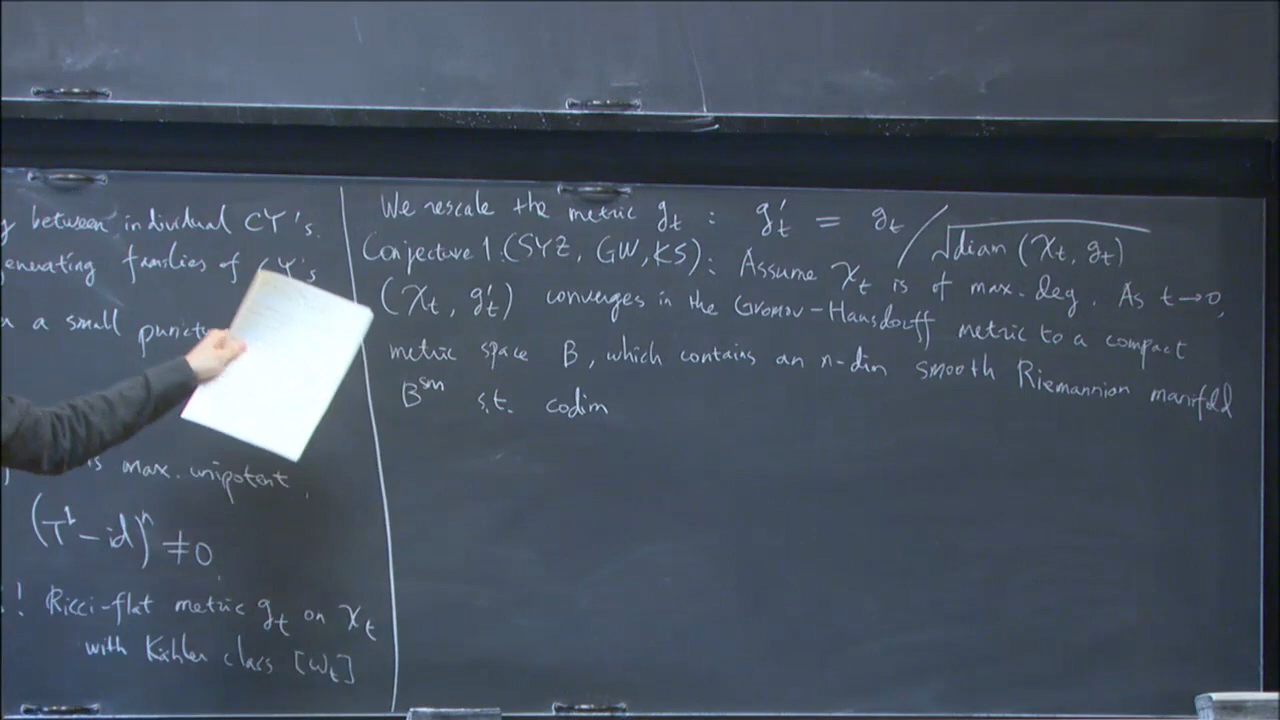 between individual CY's.
families of CY's
a small
is max. unipotent,
(T^l - id)^n ≠ 0
! Ricci-flat metric g_t on X_t
with Kähler class [ω_t]
We rescale the metric g_t : g'_t = g_t / √diam (X_t, g_t)
Conjecture 1. (SYZ, GW, KS): Assume X_t is of max. deg. As t→0,
(X_t, g'_t) converges in the Gromov-Hausdorff metric to a compact
metric space B, which contains an n-dim smooth Riemannian manifold
B^sm s.t. codim